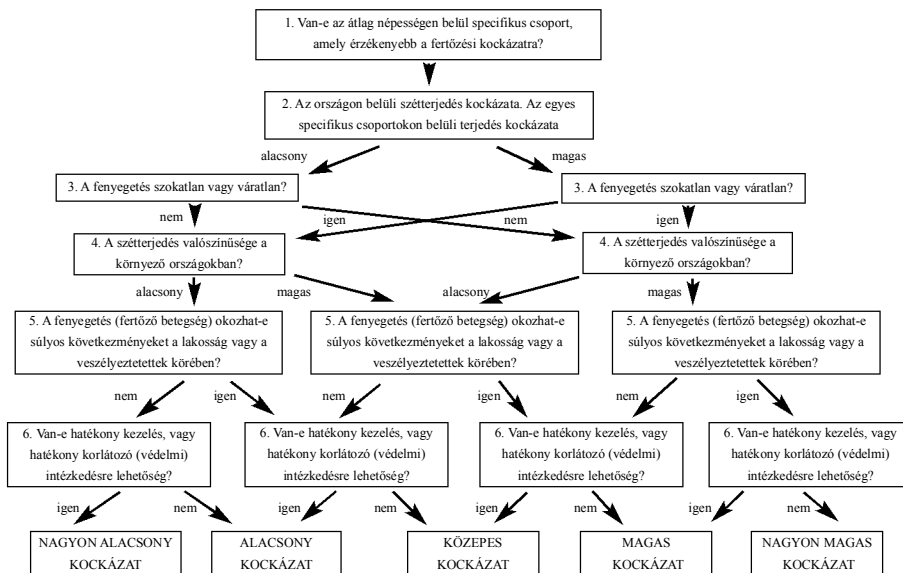 1. Van-e az átlag népességen belül specifikus csoport,
amely érzékenyebb a fertőzési kockázatra?
2. Az országon belüli szétterjedés kockázata. Az egyes
specifikus csoportokon belüli terjedés kockázata
alacsony
magas
3. A fenyegetés szokatlan vagy váratlan?
3. A fenyegetés szokatlan vagy váratlan?
nem
igen
nem
igen
4. A szétterjedés valószínűsége a
környező országokban?
4. A szétterjedés valószínűsége a
környező országokban?
alacsony
magas
alacsony
magas
5. A fenyegetés (fertőző betegség) okozhat-e
súlyos következményeket a lakosság vagy a
veszélyeztetettek körében?
5. A fenyegetés (fertőző betegség) okozhat-e
súlyos következményeket a lakosság vagy a
veszélyeztetettek körében?
5. A fenyegetés (fertőző betegség) okozhat-e
súlyos következményeket a lakosság vagy a
veszélyeztetettek körében?
nem
igen
nem
igen
nem
igen
6. Van-e hatékony kezelés, vagy
hatékony korlátozó (védelmi)
intézkedésre lehetőség?
6. Van-e hatékony kezelés, vagy
hatékony korlátozó (védelmi)
intézkedésre lehetőség?
6. Van-e hatékony kezelés, vagy
hatékony korlátozó (védelmi)
intézkedésre lehetőség?
6. Van-e hatékony kezelés, vagy
hatékony korlátozó (védelmi)
intézkedésre lehetőség?
igen
nem
igen
nem
igen
nem
igen
nem
NAGYON ALACSONY
KOCKÁZAT
ALACSONY
KOCKÁZAT
KÖZEPES
KOCKÁZAT
MAGAS
KOCKÁZAT
NAGYON MAGAS
KOCKÁZAT